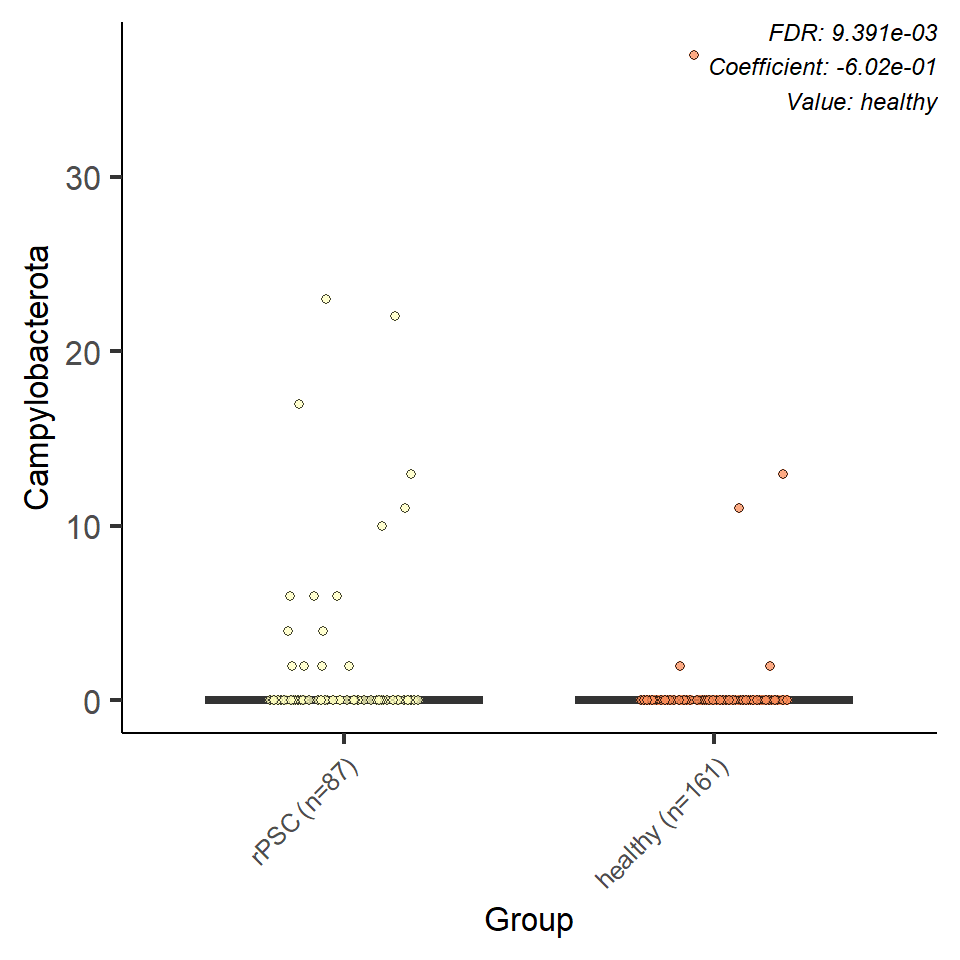 FDR: 9.391e-03
Coefficient: -6.02e-01
Value: healthy
Campylobacterota
30
20
10
0
rPSC (n=87)
healthy (n=161)
Group